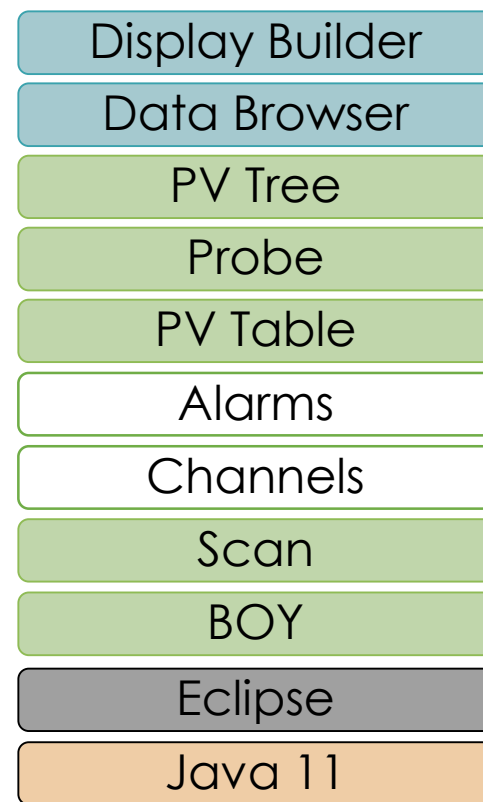 Display Builder
Data Browser
PV Tree
Probe
PV Table
Alarms
Channels
Scan
BOY
Eclipse
Java 11